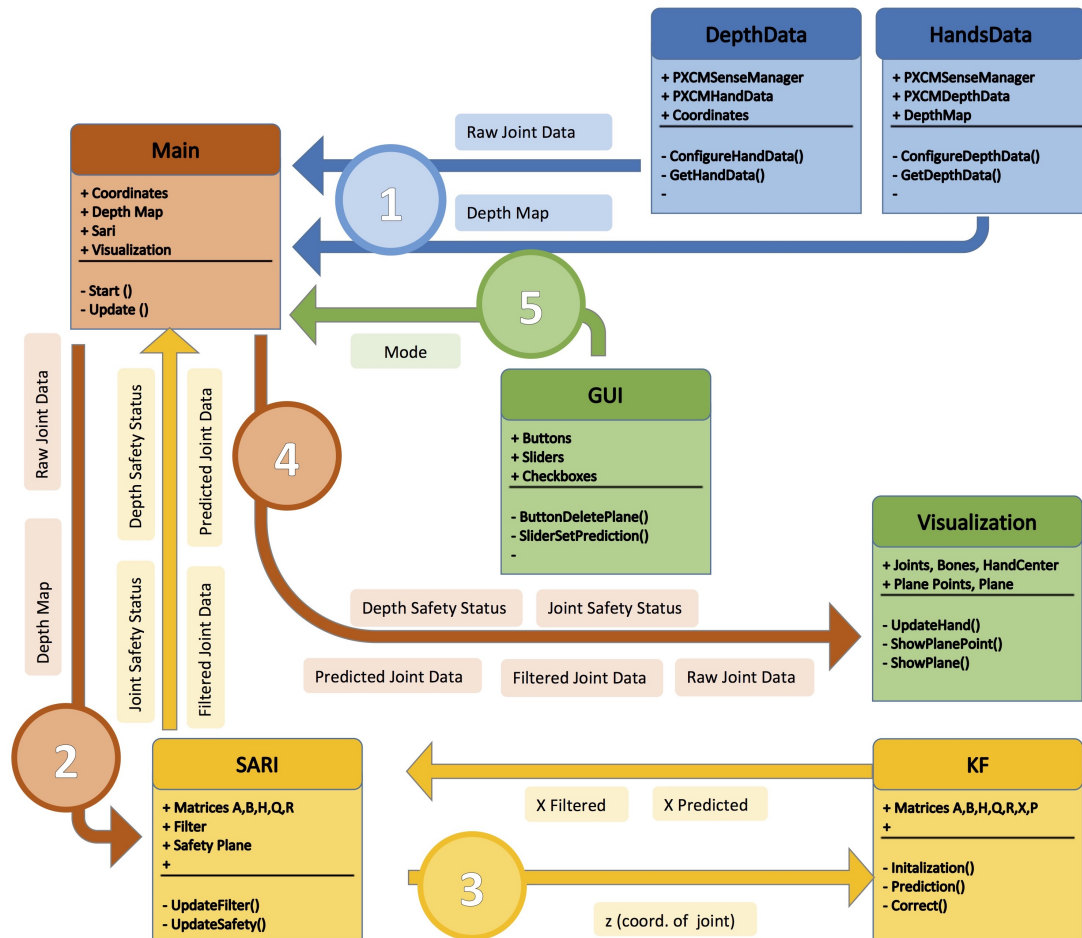 DepthData
+ PXCMSenseManager
+ PXCMHandData
+ Coordinates
- ConfigureHandData()
- GetHandData()
-
HandsData
+ PXCMSenseManager
+ PXCMDepthData
+ DepthMap
- ConfigureDepthData()
- GetDepthData()
-
Main
+ Coordinates
+ Depth Map
+ Sari
+ Visualization
- Start ()
- Update ()
Raw Joint Data
1
Depth Map
5
Mode
GUI
+ Buttons
+ Sliders
+ Checkboxes
- ButtonDeletePlane()
- SliderSetPrediction()
-
Raw Joint Data
Depth Map
2
Depth Safety Status
Predicted Joint Data
Joint Safety Status
Filtered Joint Data
4
Depth Safety Status
Joint Safety Status
Predicted Joint Data
Filtered Joint Data
Raw Joint Data
Visualization
+ Joints, Bones, HandCenter
+ Plane Points, Plane
- UpdateHand()
- ShowPlanePoint()
- ShowPlane()
SARI
+ Matrices A,B,H,Q,R
+ Filter
+ Safety Plane
+
- UpdateFilter()
- UpdateSafety()
X Filtered
X Predicted
3
z (coord. of joint)
KF
+ Matrices A,B,H,Q,R,X,P
+
- Initalization()
- Prediction()
- Correct()